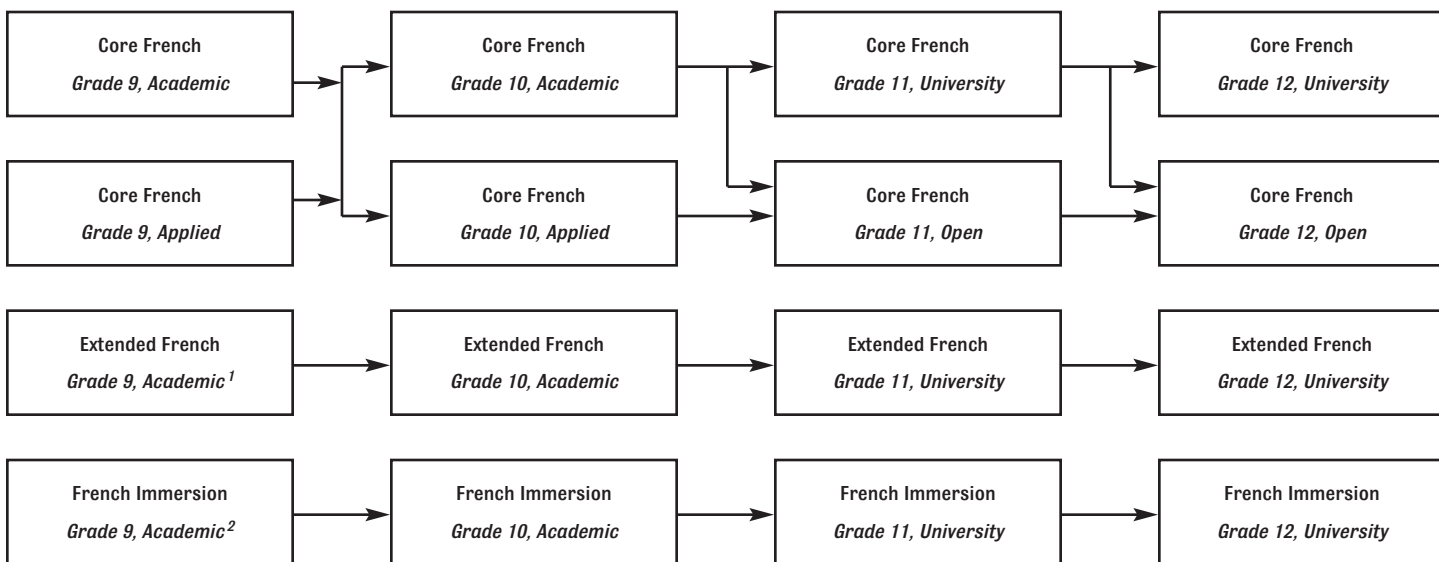 Core French
Grade 9, Academic
Core French
Grade 10, Academic
Core French
Grade 11, University
Core French
Grade 12, University
Core French
Grade 9, Applied
Core French
Grade 10, Applied
Core French
Grade 11, Open
Core French
Grade 12, Open
Extended French
Grade 9, Academic¹
Extended French
Grade 10, Academic
Extended French
Grade 11, University
Extended French
Grade 12, University
French Immersion
Grade 9, Academic²
French Immersion
Grade 10, Academic
French Immersion
Grade 11, University
French Immersion
Grade 12, University